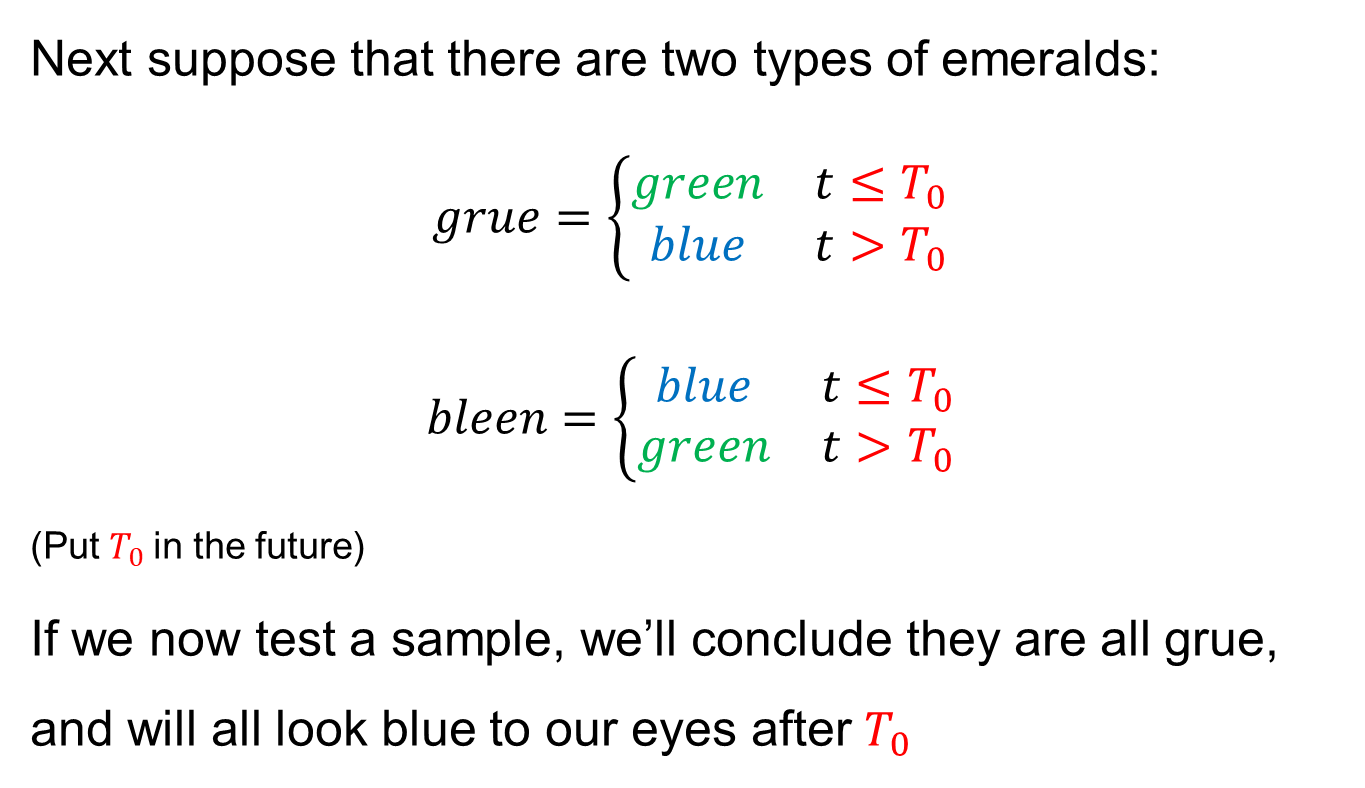 Next suppose that there are two types of emeralds:
grue = { green t ≤ T₀
blue t > T₀
bleen = { blue t ≤ T₀
green t > T₀
(Put T₀ in the future)
If we now test a sample, we’ll conclude they are all grue,
and will all look blue to our eyes after T₀